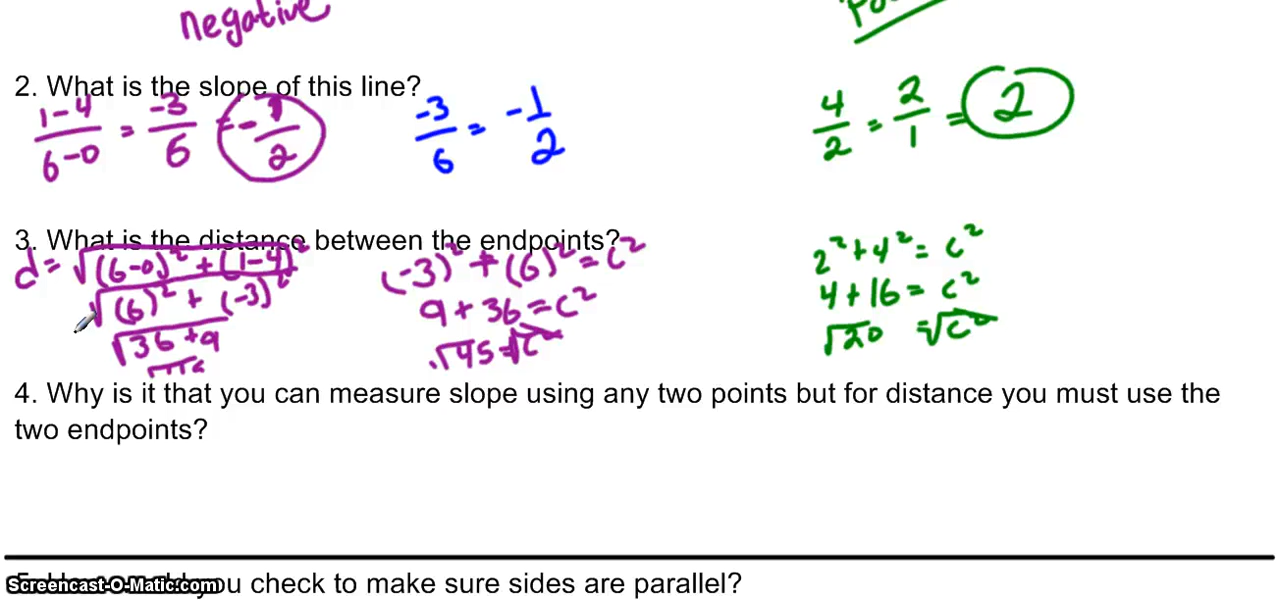 negative
2. What is the slope of this line?
1-4/6-0 = -3/6 = -1/2
-3/6 = -1/2
4/2 = 2/1 = 2
3. What is the distance between the endpoints?
d = √(6-0)² + (1-4)²
√(6)² + (-3)²
√36 + 9
(-3)² + (6)² = c²
9 + 36 = c²
√45 = √c²
2² + 4² = c²
4 + 16 = c²
√20 = √c²
4. Why is it that you can measure slope using any two points but for distance you must use the
two endpoints?
you check to make sure sides are parallel?
Screencast-O-Matic.com